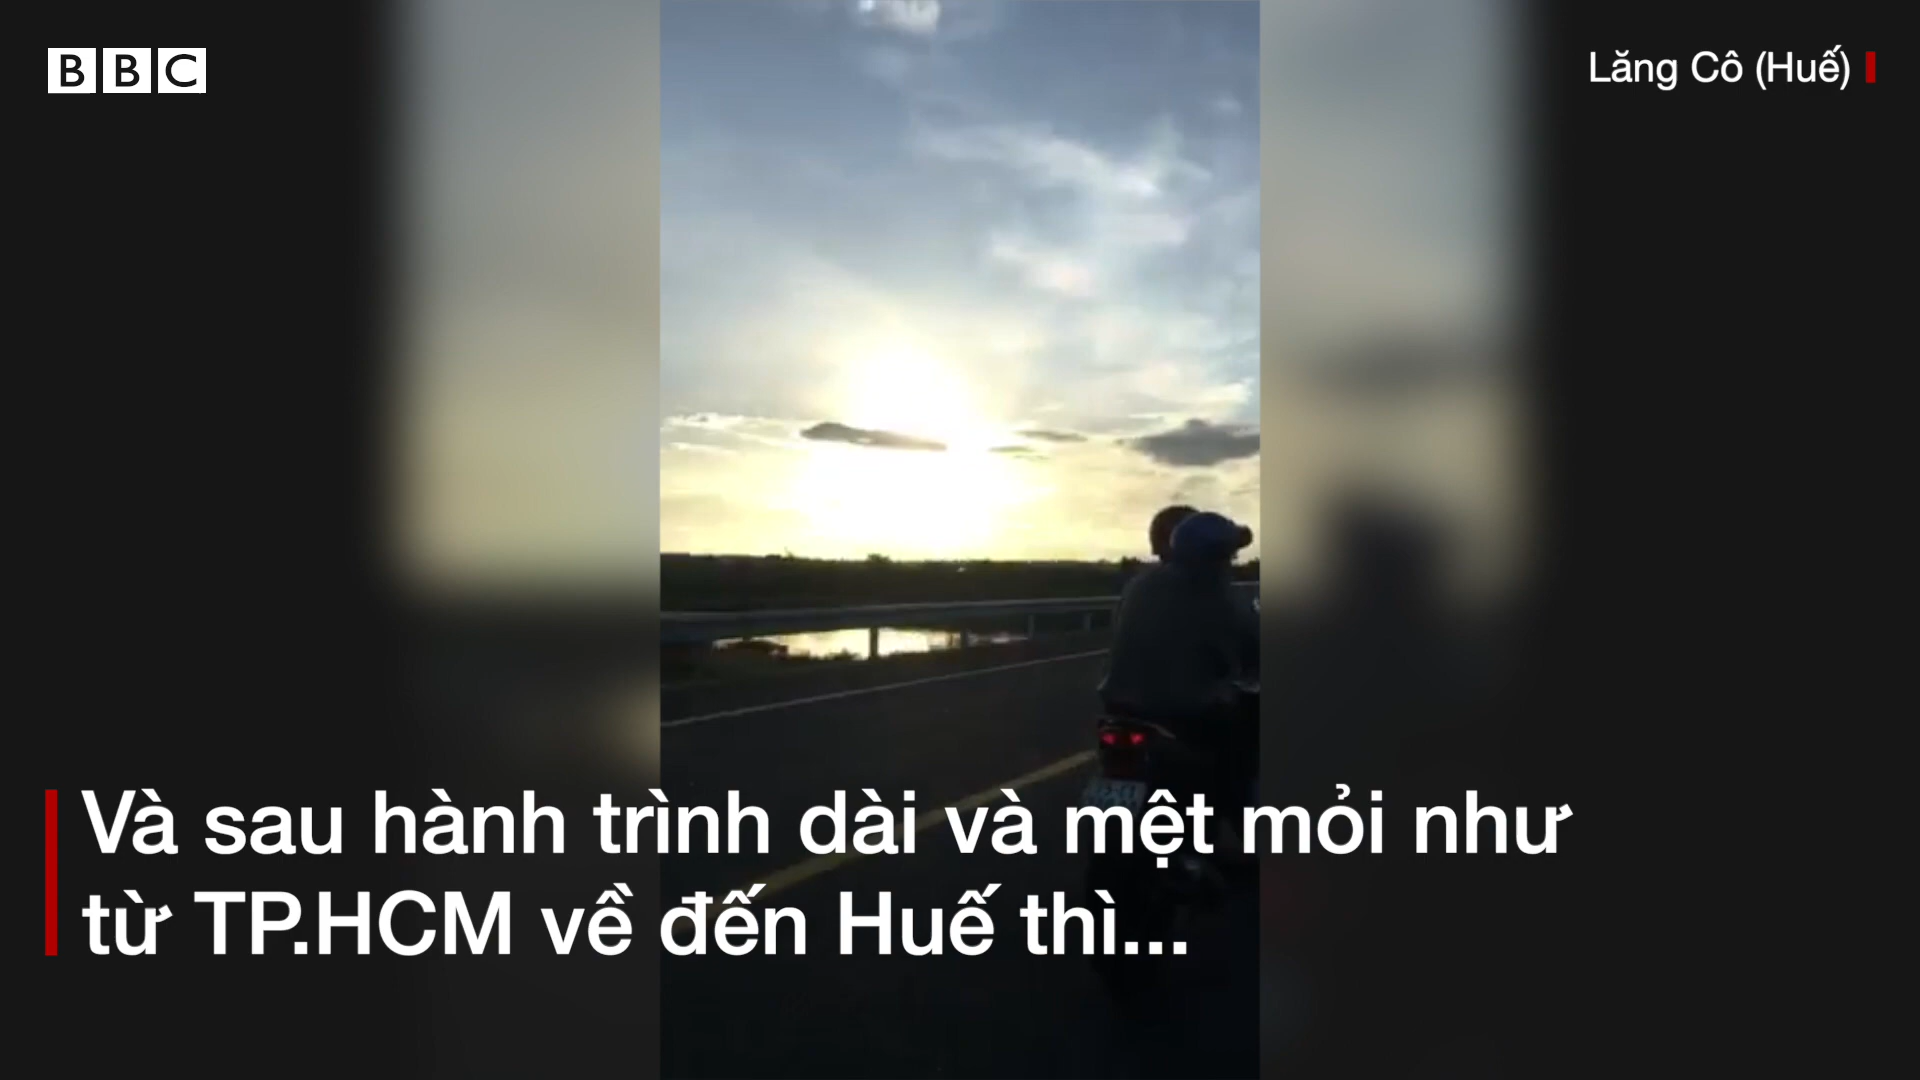 BBC
Lăng Cô (Huế)
Và sau hành trình dài và mệt mỏi như
từ TP.HCM về đến Huế thì...